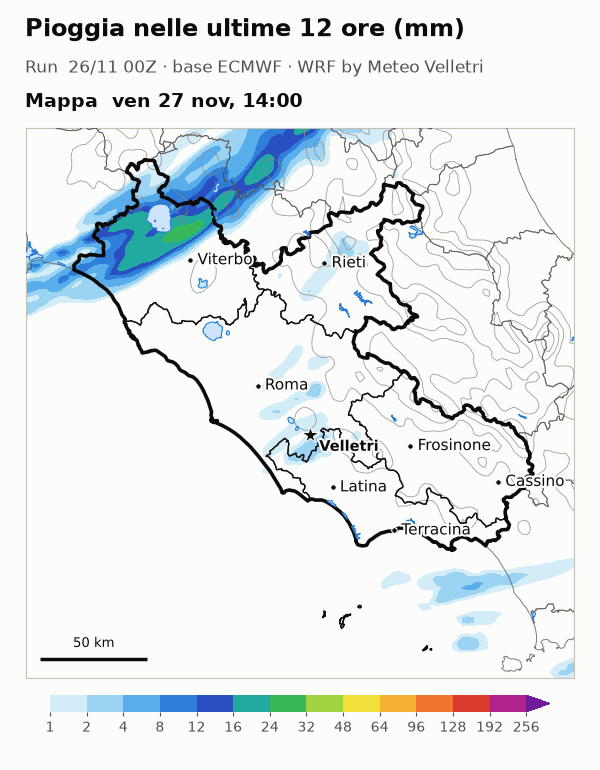 Pioggia nelle ultime 12 ore (mm)
Run  26/11 00Z · base ECMWF · WRF by Meteo Velletri
Mappa  ven 27 nov, 14:00
Viterbo
Rieti
Roma
Velletri
Frosinone
Latina
Cassino
Terracina
50 km
1 2 4 8 12 16 24 32 48 64 96 128 192 256